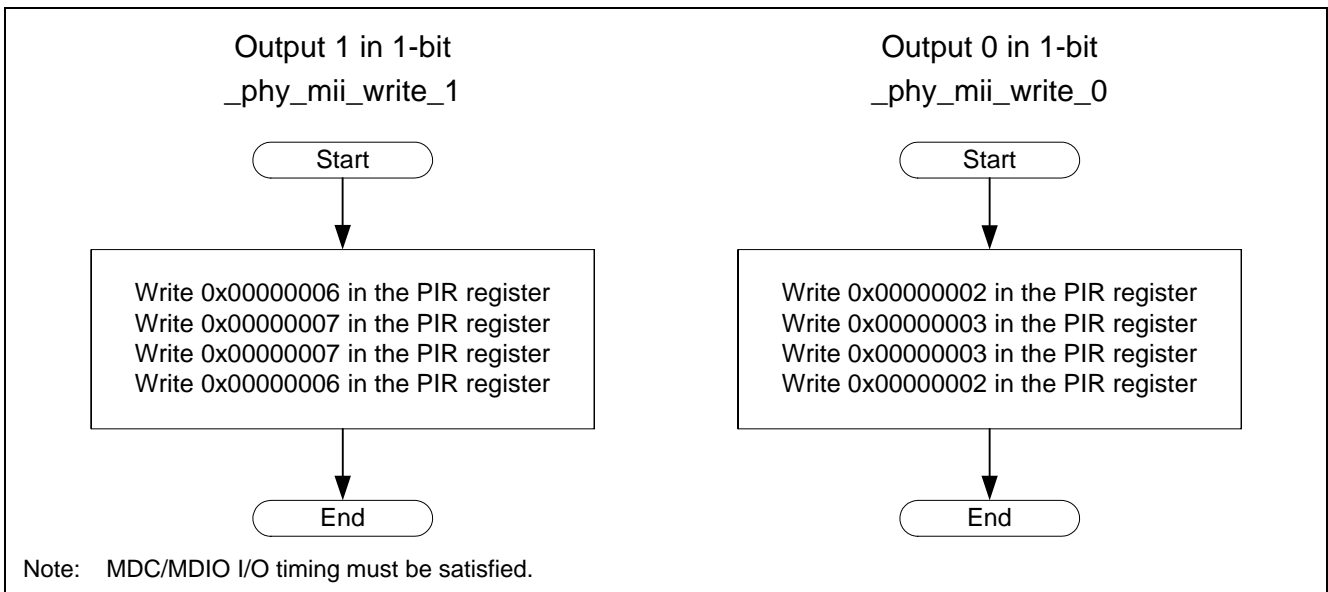 Output 1 in 1-bit
_phy_mii_write_1
Start
Write 0x00000006 in the PIR register
Write 0x00000007 in the PIR register
Write 0x00000007 in the PIR register
Write 0x00000006 in the PIR register
End
Output 0 in 1-bit
_phy_mii_write_0
Start
Write 0x00000002 in the PIR register
Write 0x00000003 in the PIR register
Write 0x00000003 in the PIR register
Write 0x00000002 in the PIR register
End
Note: MDC/MDIO I/O timing must be satisfied.